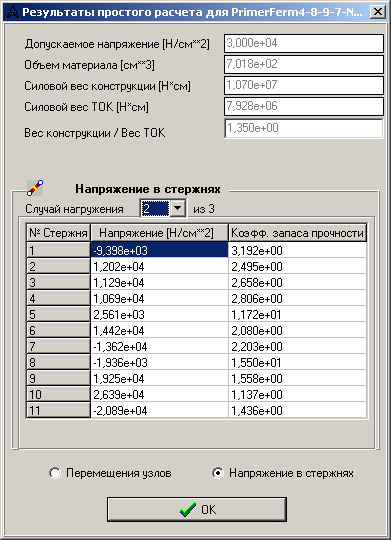 Результаты простого расчета для PrimerFerm4-8-9-7-N...
Допускаемое напряжение [Н/см**2] 3,000e+04
Объем материала [см**3] 7,018e+02
Силовой вес конструкции [Н*см] 1,070e+07
Силовой вес ТОК [Н*см] 7,928e+06
Вес конструкции / Вес ТОК 1,350e+00
Напряжение в стержнях
Случай нагружения 2 из 3
№ Стержня Напряжение [Н/см**2] Коэфф. запаса прочности
1 -9,398e+03 3,192e+00
2 1,202e+04 2,495e+00
3 1,129e+04 2,658e+00
4 1,069e+04 2,806e+00
5 2,561e+03 1,172e+01
6 1,442e+04 2,080e+00
7 -1,362e+04 2,203e+00
8 -1,936e+03 1,550e+01
9 1,925e+04 1,558e+00
10 2,639e+04 1,137e+00
11 -2,089e+04 1,436e+00
Перемещения узлов Напряжение в стержнях
OK